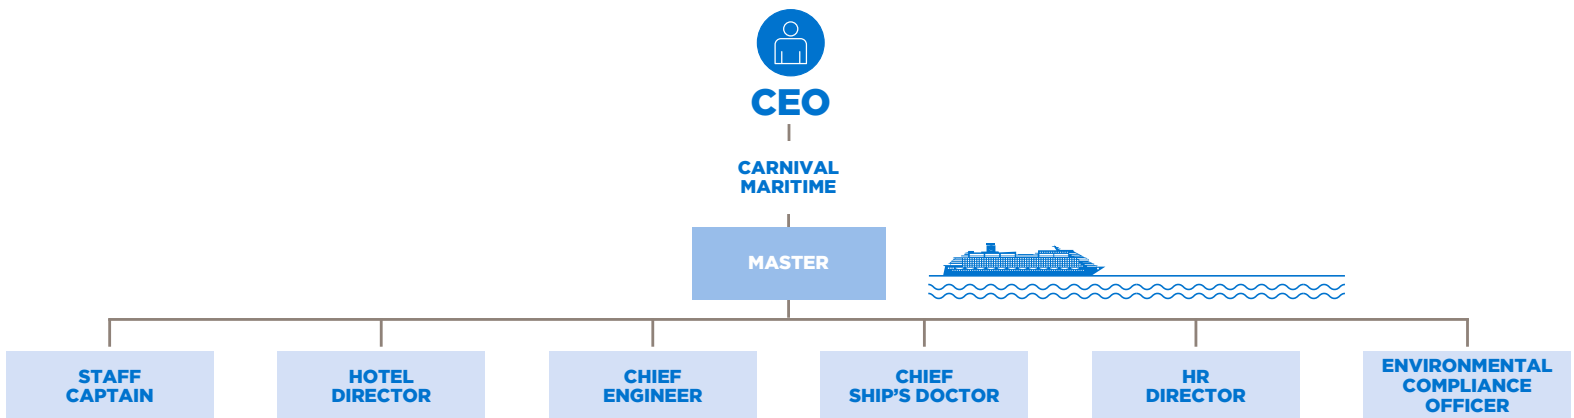 CEO
CARNIVAL
MARITIME
MASTER
STAFF
CAPTAIN
HOTEL
DIRECTOR
CHIEF
ENGINEER
CHIEF
SHIP'S DOCTOR
HR
DIRECTOR
ENVIRONMENTAL
COMPLIANCE
OFFICER